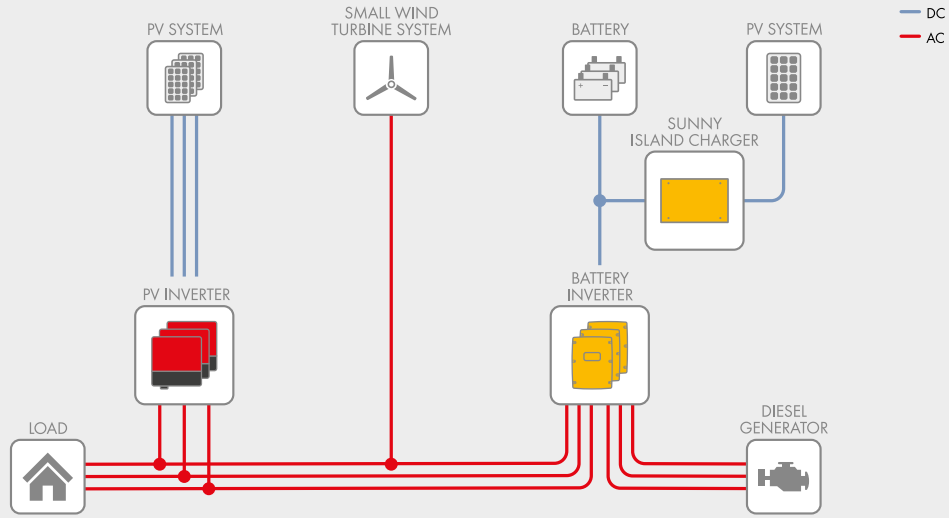 PV SYSTEM
SMALL WIND
TURBINE SYSTEM
BATTERY
PV SYSTEM
DC
AC
SUNNY
ISLAND CHARGER
PV INVERTER
BATTERY
INVERTER
LOAD
DIESEL
GENERATOR